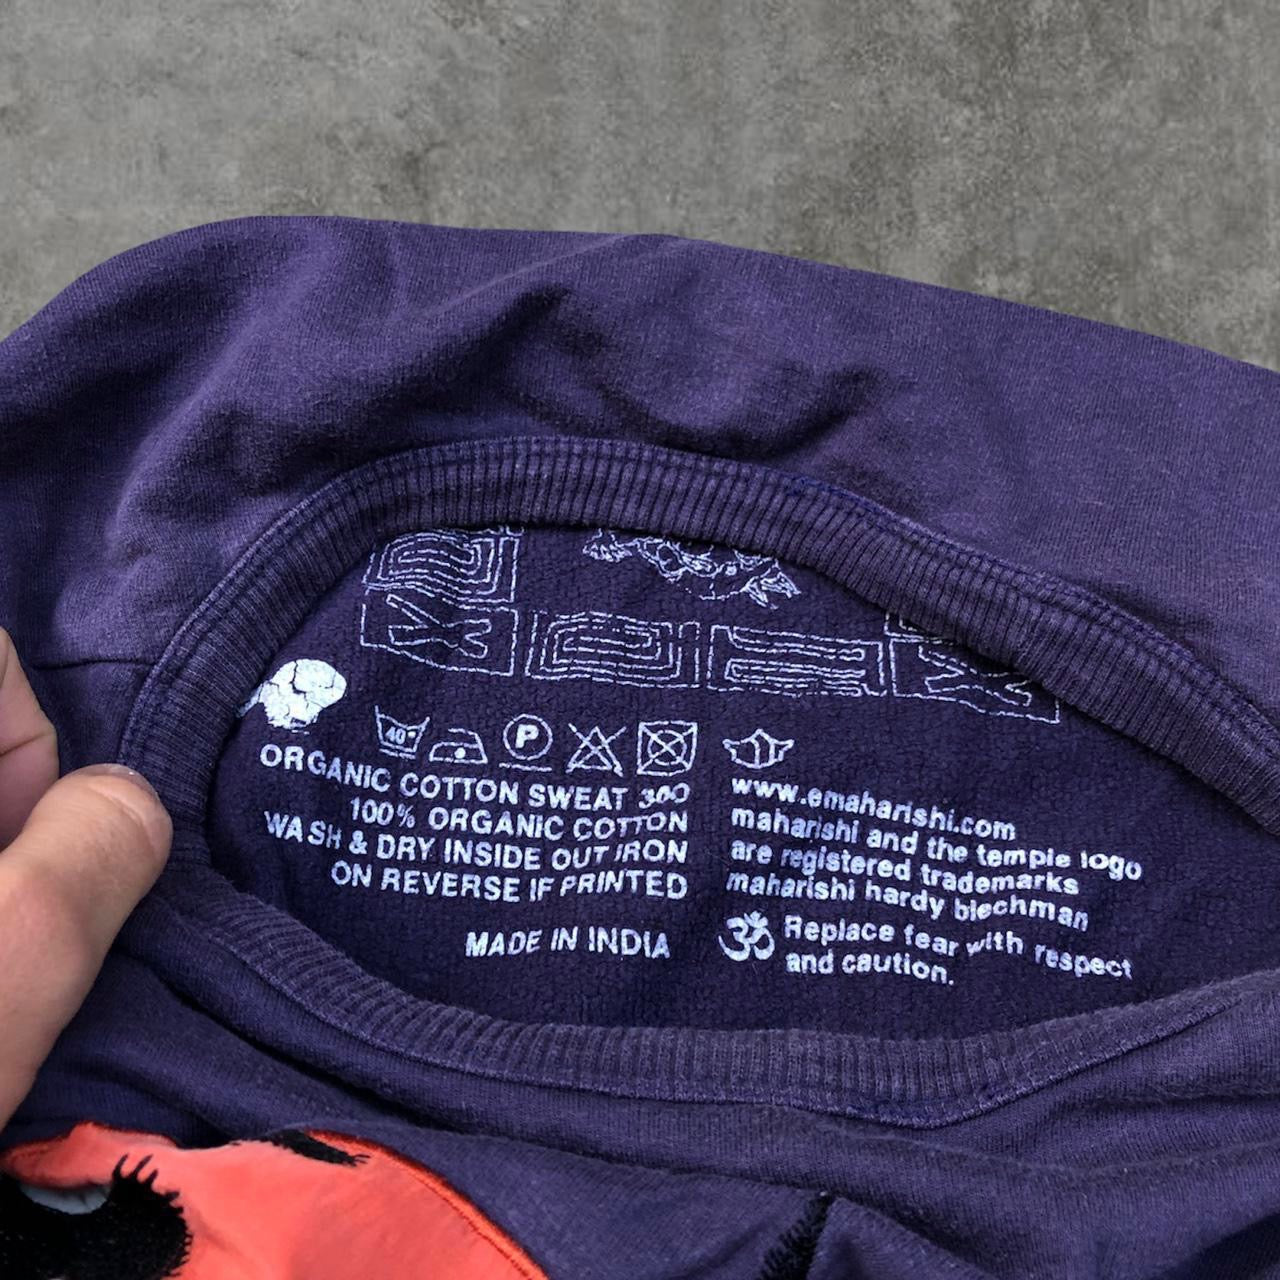 40°
P
ORGANIC COTTON SWEAT 300
100% ORGANIC COTTON
WASH & DRY INSIDE OUT IRON
ON REVERSE IF PRINTED
MADE IN INDIA
www.emaharishi.com
maharishi and the temple logo
are registered trademarks
maharishi hardy blechman
ॐ Replace fear with respect
and caution.